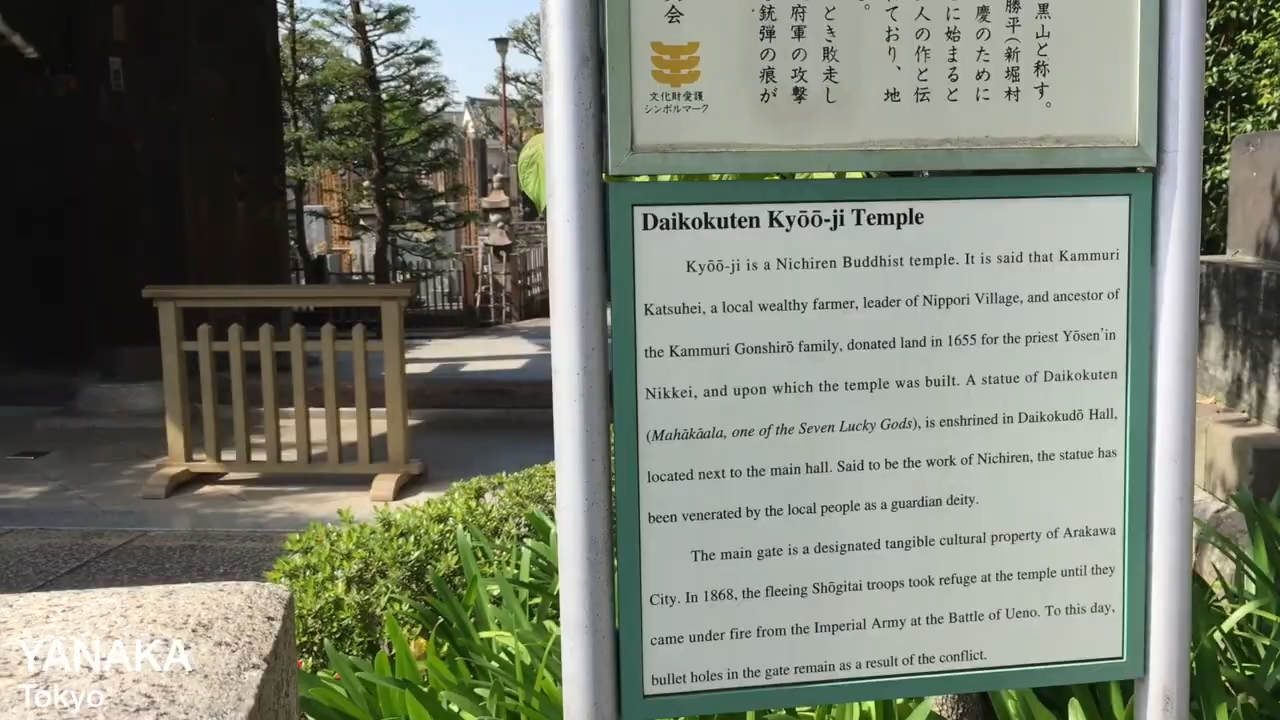 黒山と称す。
勝平(新堀村
慶のために
に始まると
人の作と伝
ており、地
。
とき敗走し
府軍の攻撃
銃弾の痕が
会
文化財愛護
シンボルマーク
Daikokuten Kyōō-ji Temple
Kyōō-ji is a Nichiren Buddhist temple. It is said that Kammuri
Katsuhei, a local wealthy farmer, leader of Nippori Village, and ancestor of
the Kammuri Gonshirō family, donated land in 1655 for the priest Yōsen'in
Nikkei, and upon which the temple was built. A statue of Daikokuten
(Mahākāala, one of the Seven Lucky Gods), is enshrined in Daikokudō Hall,
located next to the main hall. Said to be the work of Nichiren, the statue has
been venerated by the local people as a guardian deity.
The main gate is a designated tangible cultural property of Arakawa
City. In 1868, the fleeing Shōgitai troops took refuge at the temple until they
came under fire from the Imperial Army at the Battle of Ueno. To this day,
bullet holes in the gate remain as a result of the conflict.
YANAKA
Tokyo